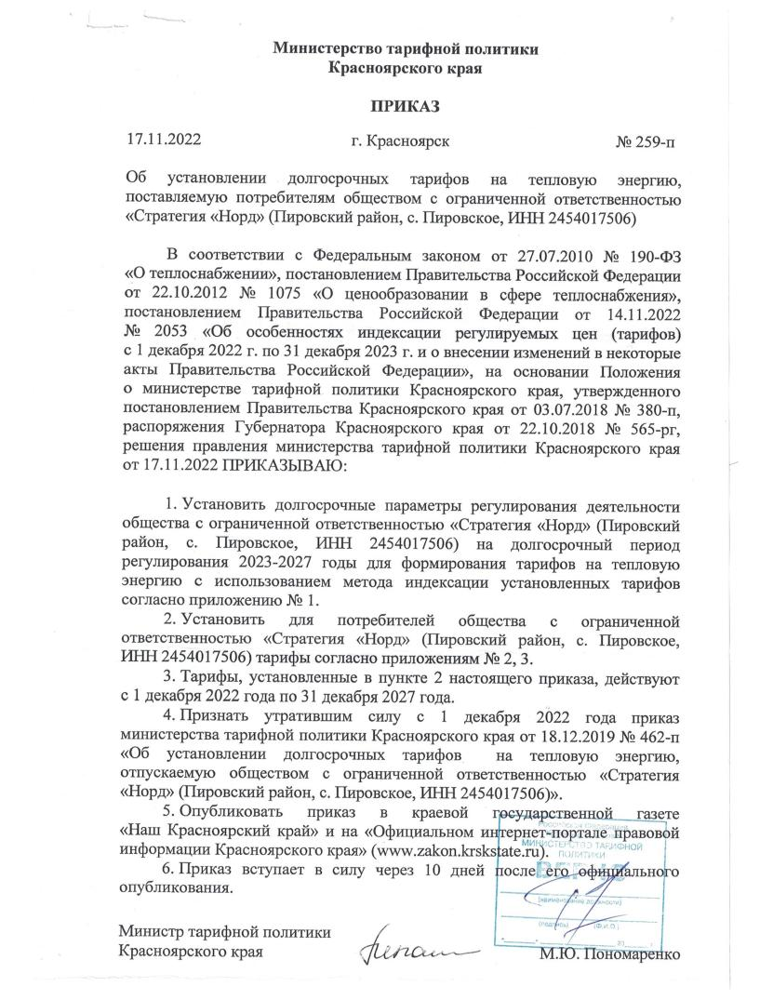 Министерство тарифной политики
Красноярского края
ПРИКАЗ
17.11.2022 г. Красноярск № 259-п
Об установлении долгосрочных тарифов на тепловую энергию,
поставляемую потребителям обществом с ограниченной ответственностью
«Стратегия «Норд» (Пировский район, с. Пировское, ИНН 2454017506)
В соответствии с Федеральным законом от 27.07.2010 № 190-ФЗ
«О теплоснабжении», постановлением Правительства Российской Федерации
от 22.10.2012 № 1075 «О ценообразовании в сфере теплоснабжения»,
постановлением Правительства Российской Федерации от 14.11.2022
№ 2053 «Об особенностях индексации регулируемых цен (тарифов)
с 1 декабря 2022 г. по 31 декабря 2023 г. и о внесении изменений в некоторые
акты Правительства Российской Федерации», на основании Положения
о министерстве тарифной политики Красноярского края, утвержденного
постановлением Правительства Красноярского края от 03.07.2018 № 380-п,
распоряжения Губернатора Красноярского края от 22.10.2018 № 565-рг,
решения правления министерства тарифной политики Красноярского края
от 17.11.2022 ПРИКАЗЫВАЮ:
1. Установить долгосрочные параметры регулирования деятельности
общества с ограниченной ответственностью «Стратегия «Норд» (Пировский
район, с. Пировское, ИНН 2454017506) на долгосрочный период
регулирования 2023-2027 годы для формирования тарифов на тепловую
энергию с использованием метода индексации установленных тарифов
согласно приложению № 1.
2. Установить для потребителей общества с ограниченной
ответственностью «Стратегия «Норд» (Пировский район, с. Пировское,
ИНН 2454017506) тарифы согласно приложениям № 2, 3.
3. Тарифы, установленные в пункте 2 настоящего приказа, действуют
с 1 декабря 2022 года по 31 декабря 2027 года.
4. Признать утратившим силу с 1 декабря 2022 года приказ
министерства тарифной политики Красноярского края от 18.12.2019 № 462-п
«Об установлении долгосрочных тарифов на тепловую энергию,
отпускаемую обществом с ограниченной ответственностью «Стратегия
«Норд» (Пировский район, с. Пировское, ИНН 2454017506)».
5. Опубликовать приказ в краевой государственной газете
«Наш Красноярский край» и на «Официальном интернет-портале правовой
информации Красноярского края» (www.zakon.krskstate.ru).
6. Приказ вступает в силу через 10 дней после его официального
опубликования.
РОССИЙСКАЯ ФЕДЕРАЦИЯ
МИНИСТЕРСТВО ТАРИФНОЙ
ПОЛИТИКИ
(наименование должности)
(подпись) (Ф.И.О.)
Министр тарифной политики
Красноярского края М.Ю. Пономаренко